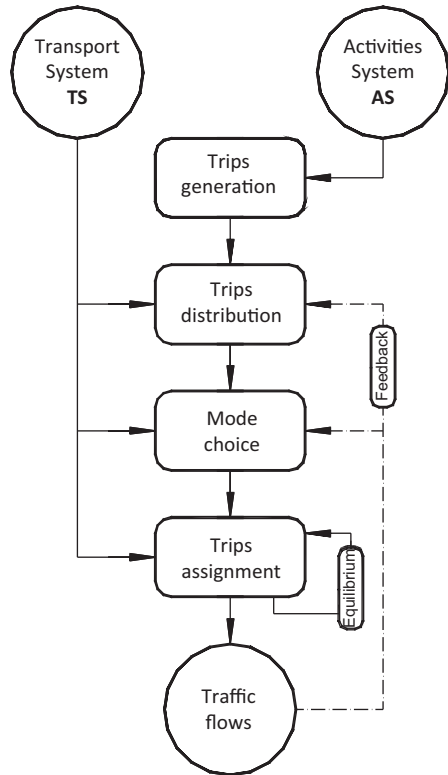 Transport
System
TS
Activities
System
AS
Trips
generation
Trips
distribution
Feedback
Mode
choice
Trips
assignment
Equilibrium
Traffic
flows